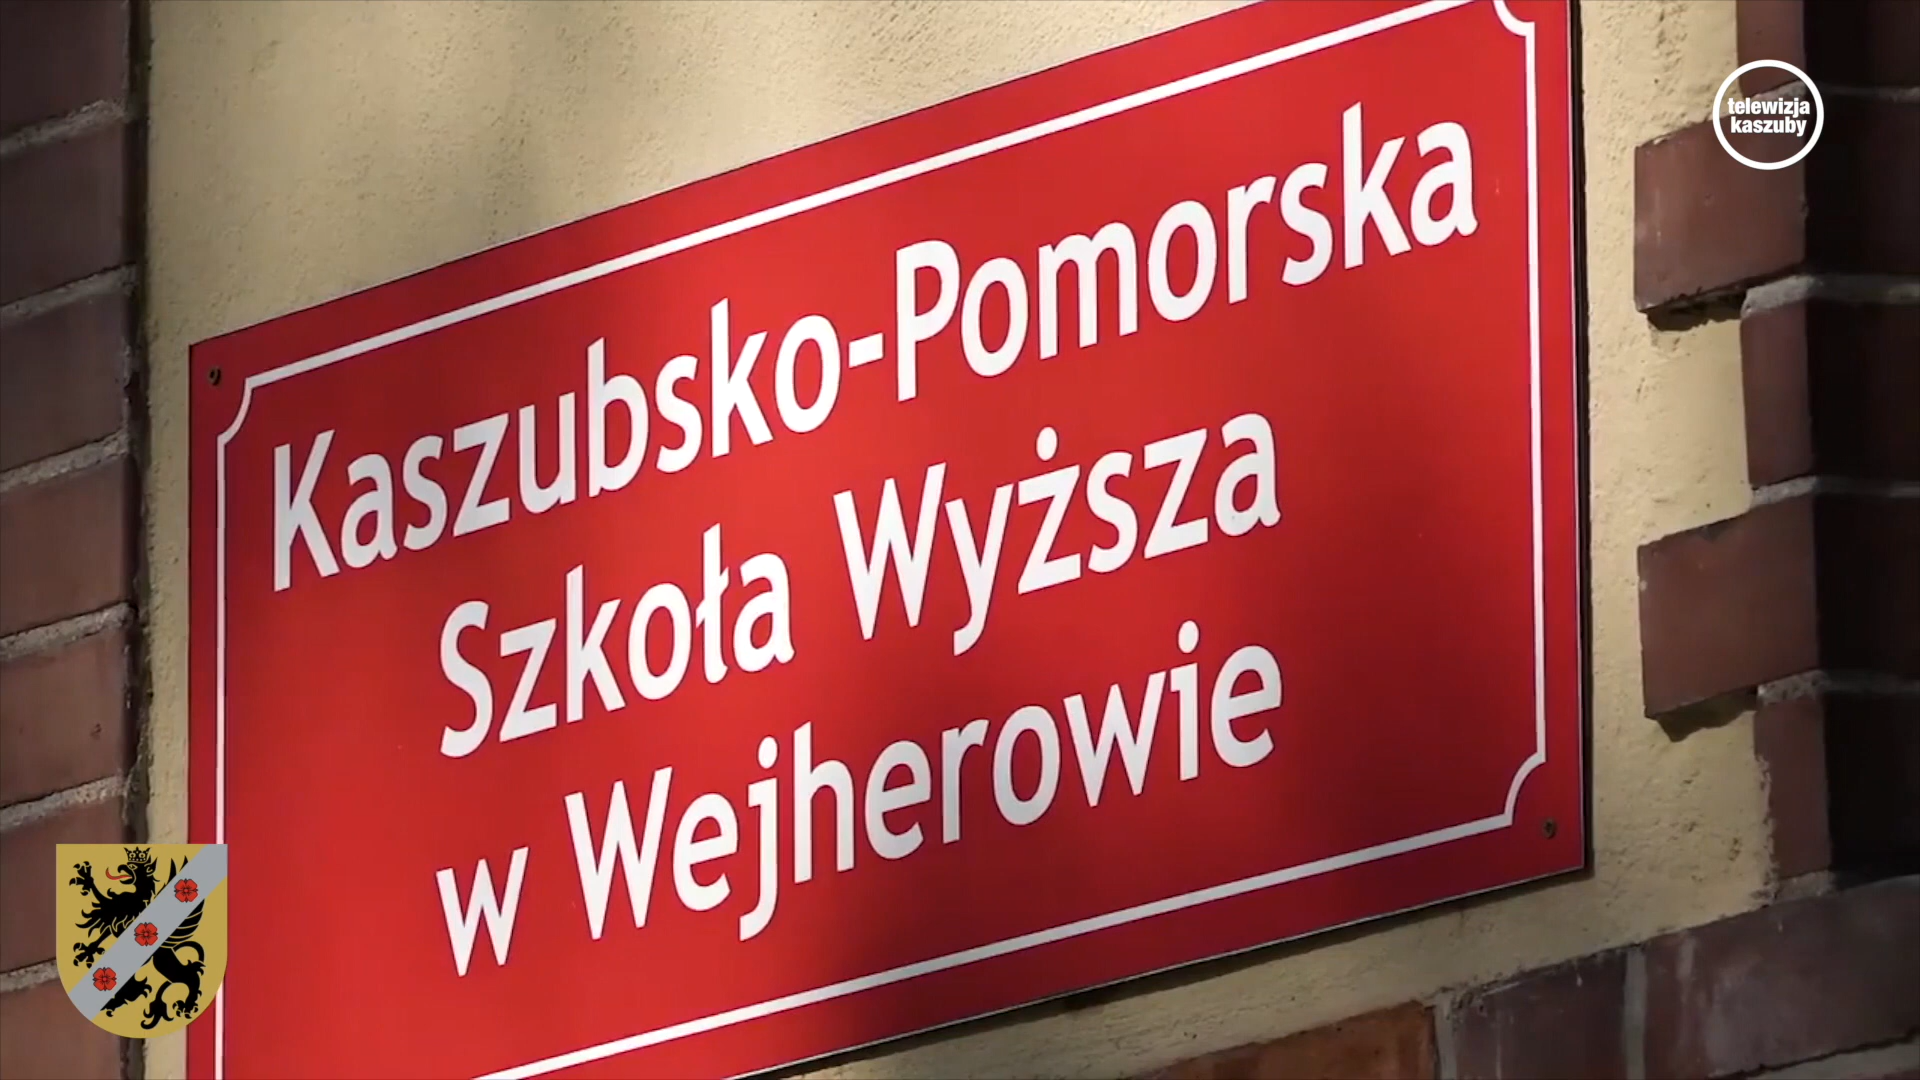 telewizja
kaszuby
Kaszubsko-Pomorska
Szkoła Wyższa
w Wejherowie